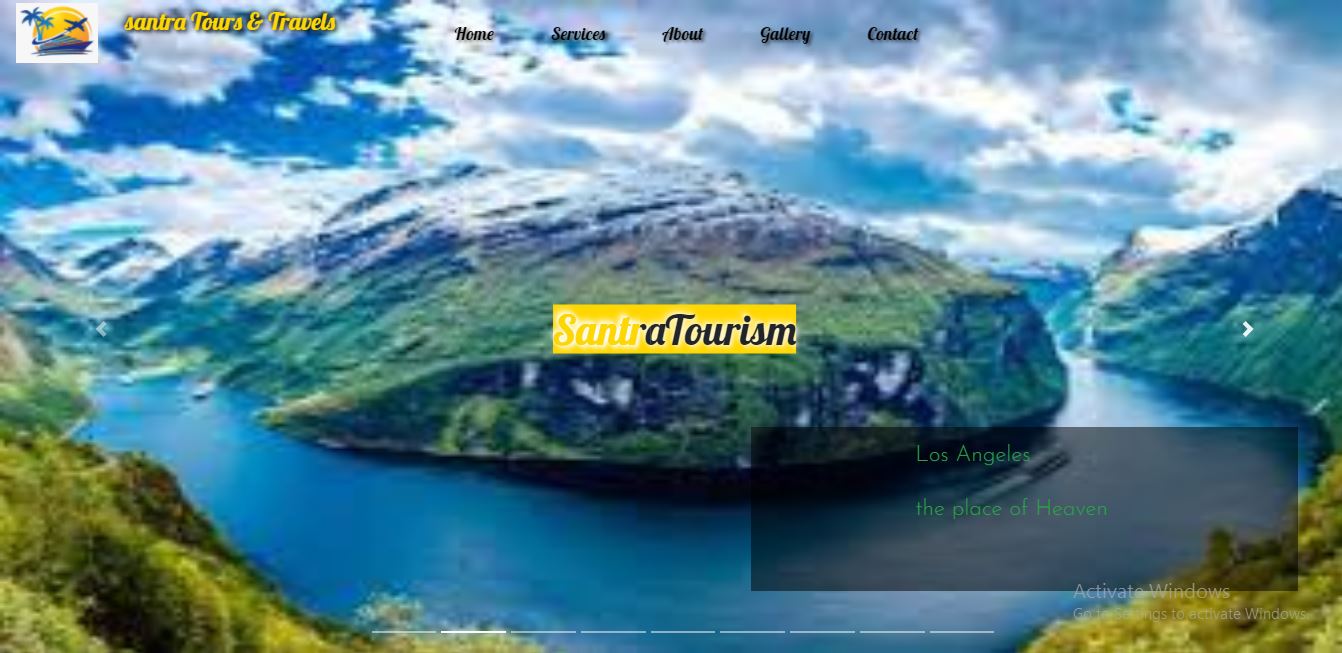 santra Tours & Travels
Home
Services
About
Gallery
Contact
SantraTourism
Los Angeles
the place of Heaven
Activate Windows
Go to Settings to activate Windows.